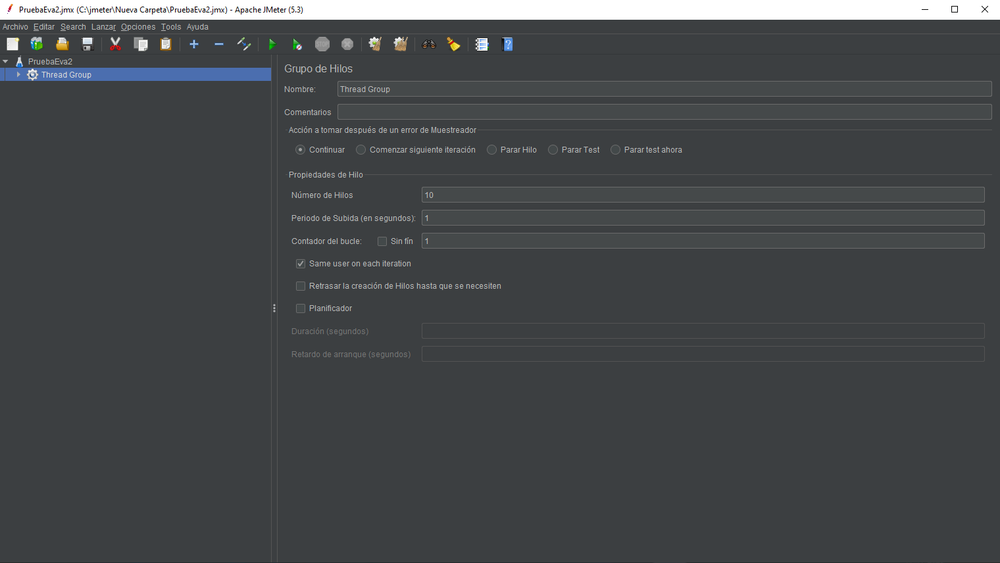 PruebaEva2.jmx (C:\jmeter\Nueva Carpeta\PruebaEva2.jmx) - Apache JMeter (5.3)
Archivo Editar Search Lanzar Opciones Tools Ayuda
STOP
?
PruebaEva2
Thread Group
Grupo de Hilos
Nombre: Thread Group
Comentarios
Acción a tomar después de un error de Muestreador
Continuar Comenzar siguiente iteración Parar Hilo Parar Test Parar test ahora
Propiedades de Hilo
Número de Hilos 10
Periodo de Subida (en segundos): 1
Contador del bucle: Sin fín 1
Same user on each iteration
Retrasar la creación de Hilos hasta que se necesiten
Planificador
Duración (segundos)
Retardo de arranque (segundos)